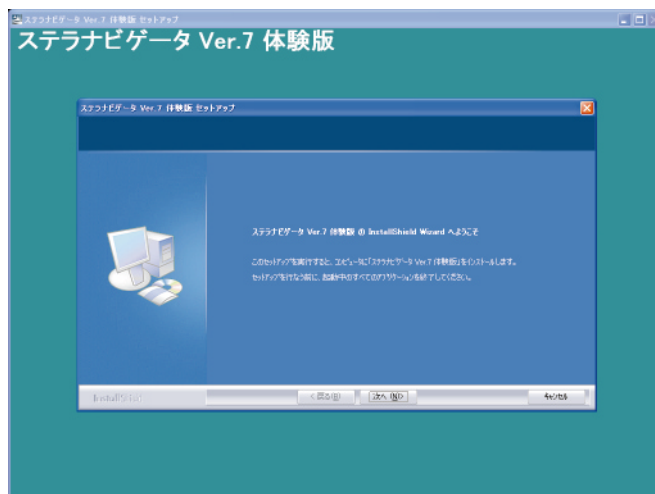 ステラナビゲータ Ver.7 体験版 セットアップ
ステラナビゲータ Ver.7 体験版
ステラナビゲータ Ver.7 体験版 セットアップ
ステラナビゲータ Ver.7 体験版 の InstallShield Wizard へようこそ
このセットアップを実行すると、コンピュータに「ステラナビゲータ Ver.7 体験版」をインストールします。
セットアップを行なう前に、起動中のすべてのアプリケーションを終了してください。
InstallShield
< 戻る(B)
次へ (N)>
キャンセル